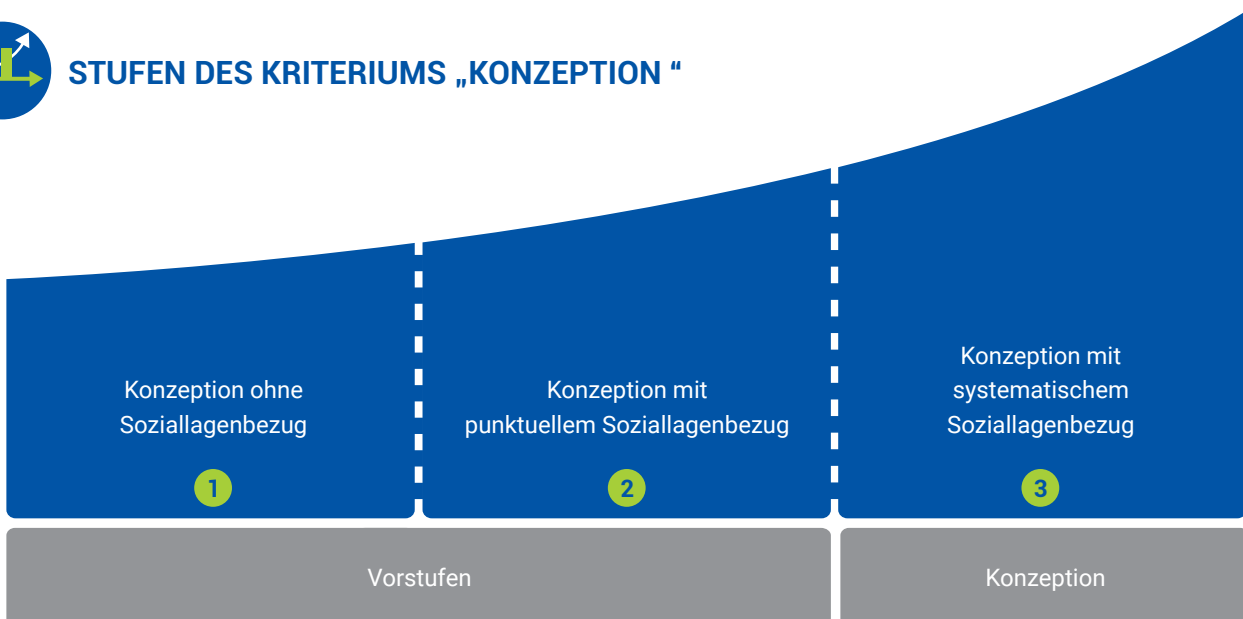 STUFEN DES KRITERIUMS „KONZEPTION “
Konzeption ohne
Soziallagenbezug
1
Konzeption mit
punktuellem Soziallagenbezug
2
Konzeption mit
systematischem
Soziallagenbezug
3
Vorstufen
Konzeption